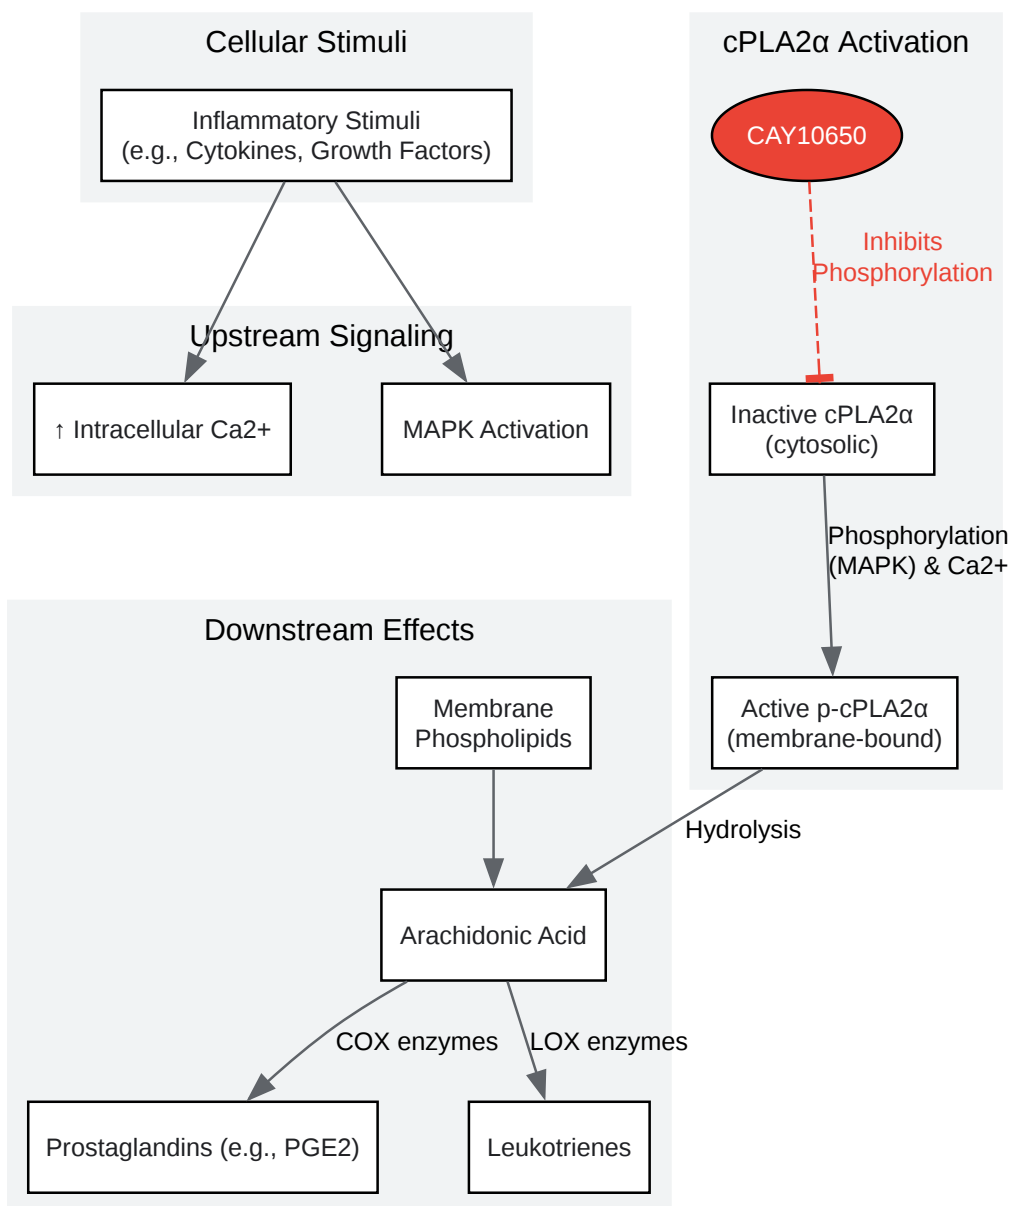 Cellular Stimuli
Inflammatory Stimuli
(e.g., Cytokines, Growth Factors)
cPLA2α Activation
CAY10650
Inhibits
Phosphorylation
Upstream Signaling
↑ Intracellular Ca2+
MAPK Activation
Inactive cPLA2α
(cytosolic)
Phosphorylation
(MAPK) & Ca2+
Active p-cPLA2α
(membrane-bound)
Downstream Effects
Membrane
Phospholipids
Hydrolysis
Arachidonic Acid
COX enzymes
LOX enzymes
Prostaglandins (e.g., PGE2)
Leukotrienes